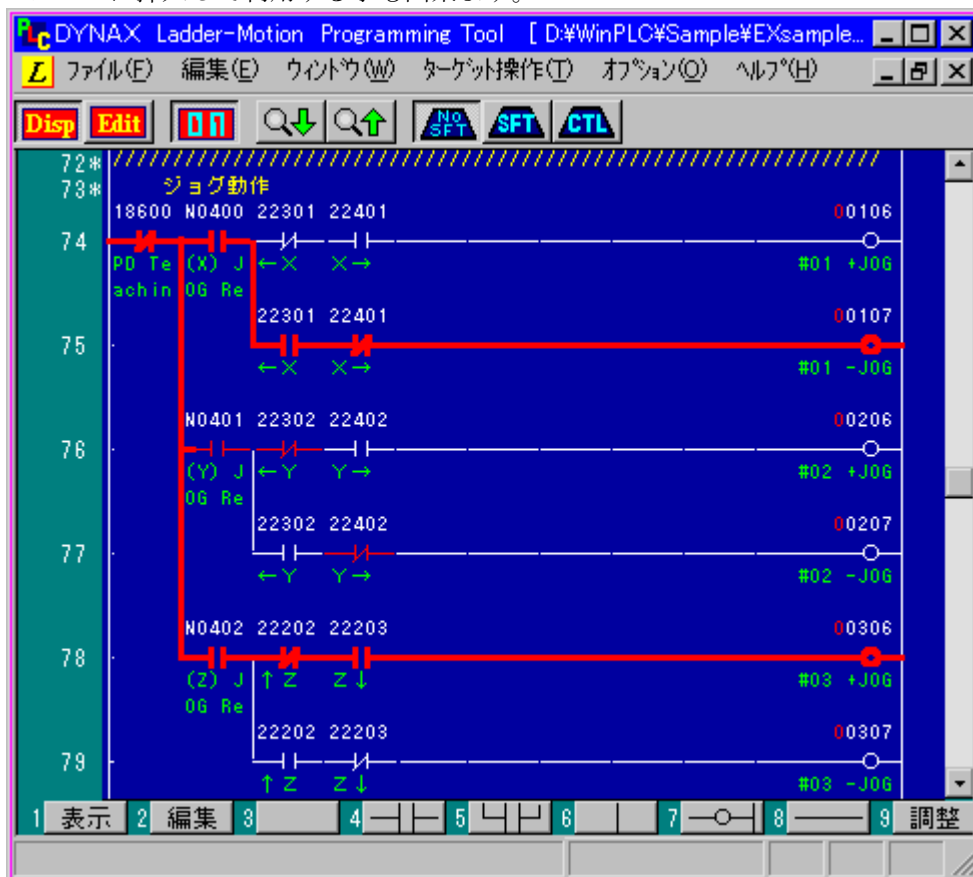 DYNAX Ladder-Motion Programming Tool [ D:¥WinPLC¥Sample¥EXsample...
ﾌｧｲﾙ(F) 編集(E) ｳｨﾝﾄﾞｳ(W) ﾀｰｹﾞｯﾄ操作(T) ｵﾌﾟｼｮﾝ(O) ﾍﾙﾌﾟ(H)
Disp Edit NO SFT SFT CTL
72* ////////////////////////////////////////////////////////
73* ジョグ動作
18600 N0400 22301 22401 00106
74
PD Te (X) J ←X X→ #01 +JOG
achin OG Re
22301 22401 00107
75
←X X→ #01 -JOG
N0401 22302 22402 00206
76
(Y) J ←Y Y→ #02 +JOG
OG Re
22302 22402 00207
77
←Y Y→ #02 -JOG
N0402 22202 22203 00306
78
(Z) J ↑Z Z↓ #03 +JOG
OG Re
22202 22203 00307
79
↑Z Z↓ #03 -JOG
1 表示 2 編集 3 4 5 6 7 8 9 調整